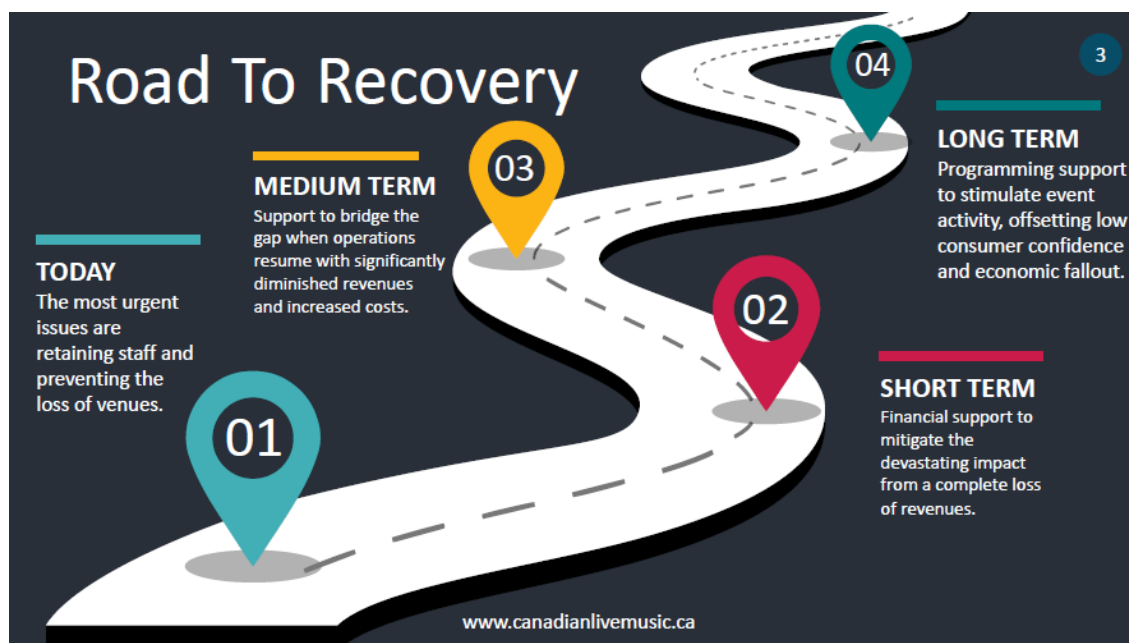 Road To Recovery
3
01
TODAY
The most urgent
issues are
retaining staff and
preventing the
loss of venues.
02
SHORT TERM
Financial support to
mitigate the
devastating impact
from a complete loss
of revenues.
03
MEDIUM TERM
Support to bridge the
gap when operations
resume with significantly
diminished revenues
and increased costs.
04
LONG TERM
Programming support
to stimulate event
activity, offsetting low
consumer confidence
and economic fallout.
www.canadianlivemusic.ca